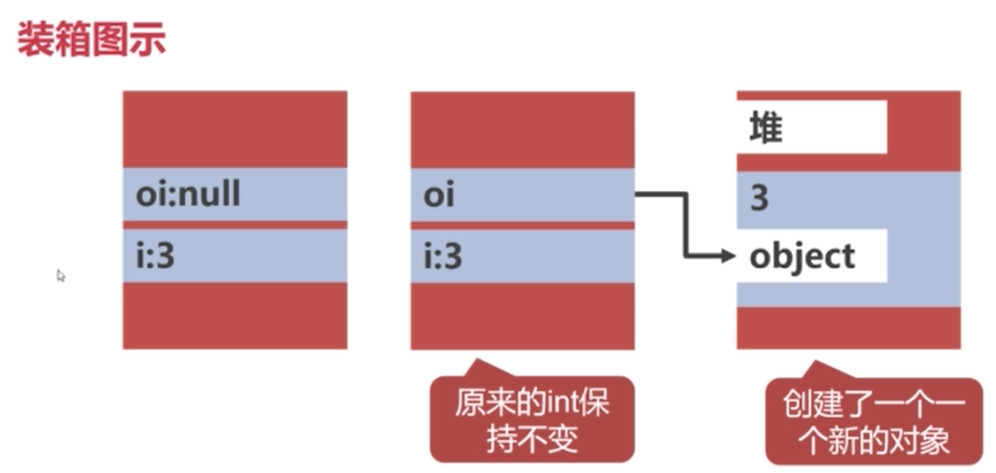 装箱图示
oi:null
i:3
oi
i:3
堆
3
object
原来的int保
持不变
创建了一个一
个新的对象